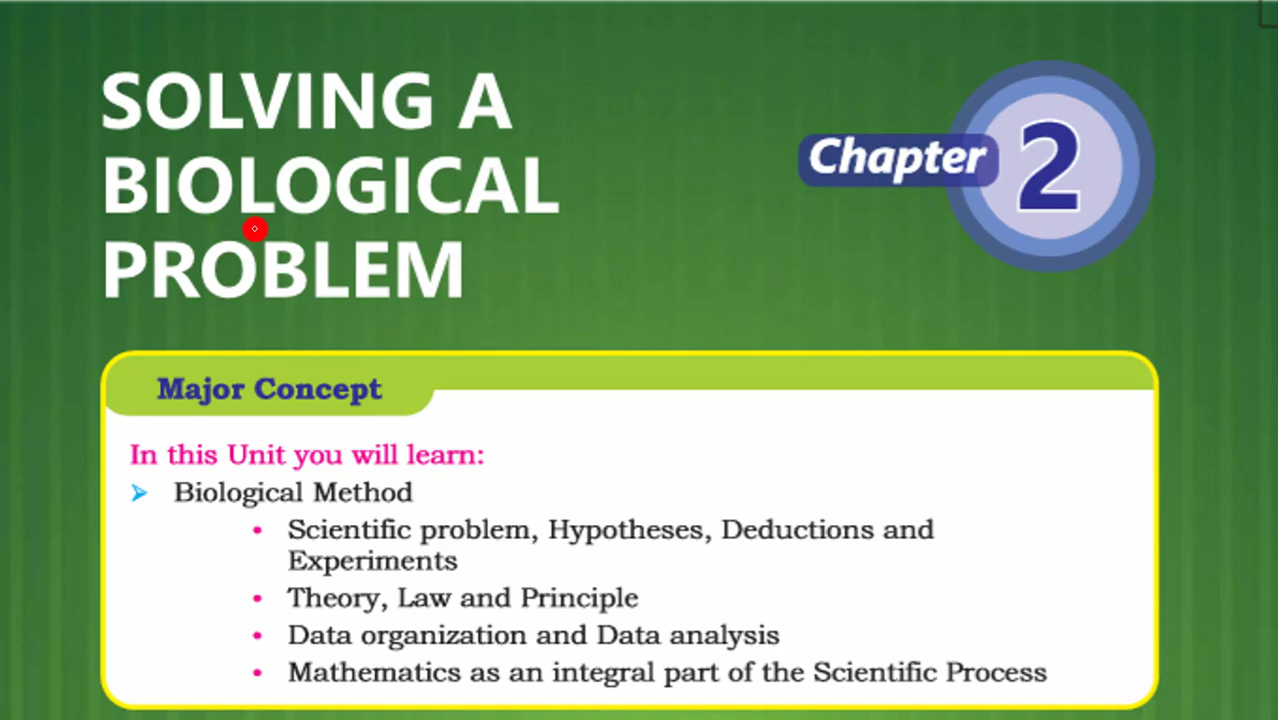 SOLVING A
BIOLOGICAL
PROBLEM
Chapter 2
Major Concept
In this Unit you will learn:
➢ Biological Method
• Scientific problem, Hypotheses, Deductions and
Experiments
• Theory, Law and Principle
• Data organization and Data analysis
• Mathematics as an integral part of the Scientific Process